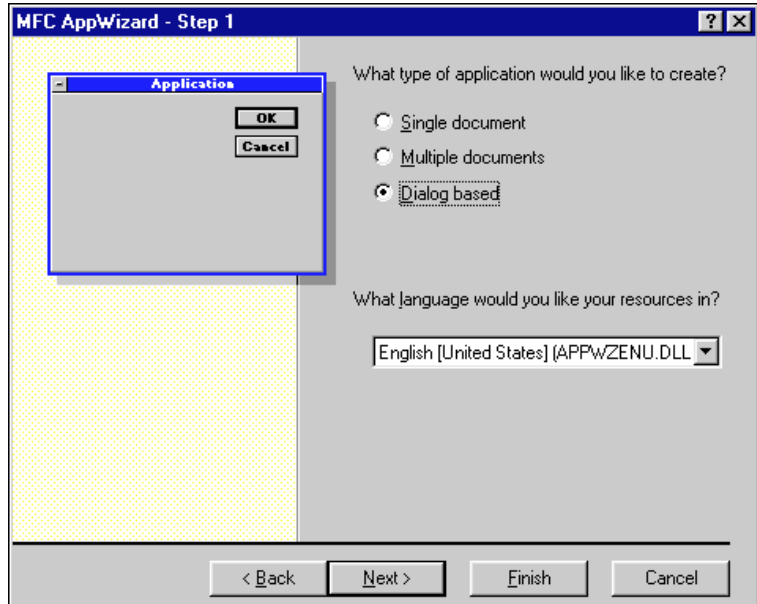 MFC AppWizard - Step 1
Application
OK
Cancel
What type of application would you like to create?
Single document
Multiple documents
Dialog based
What language would you like your resources in?
English [United States] (APPWZENU.DLL
< Back Next > Finish Cancel